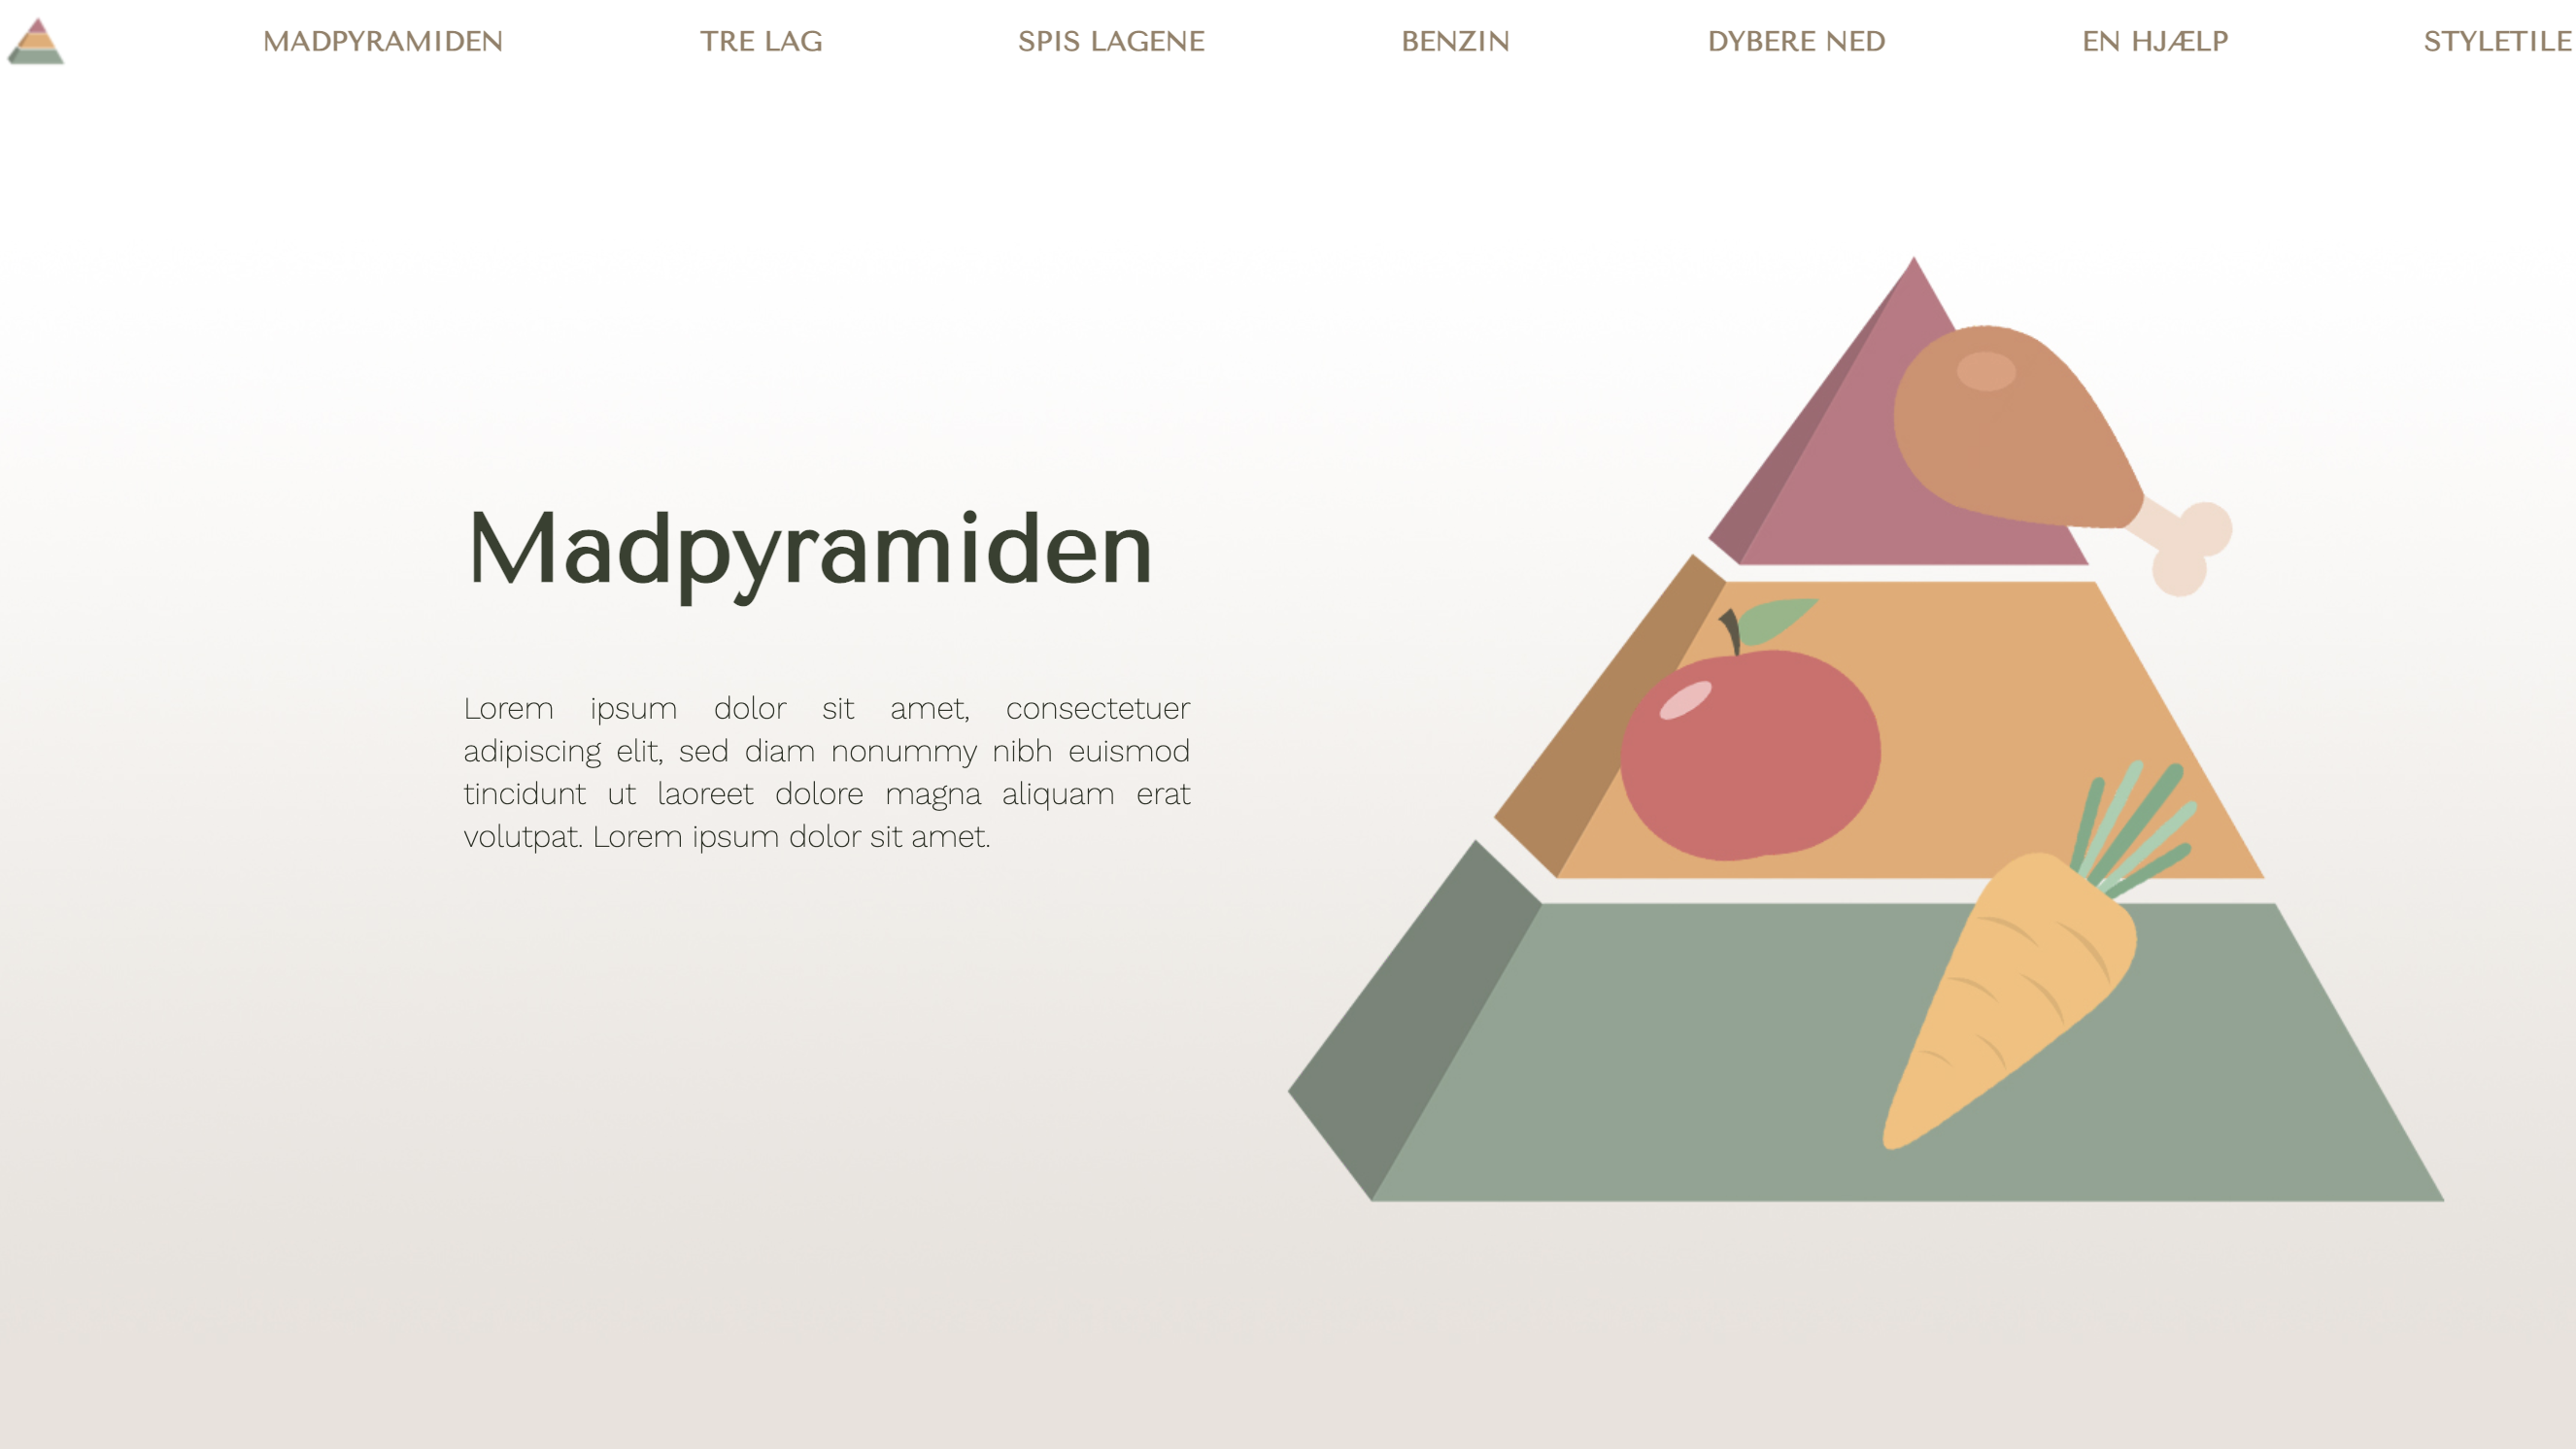 MADPYRAMIDEN TRE LAG SPIS LAGENE BENZIN DYBERE NED EN HJÆLP STYLETILE
Madpyramiden
Lorem ipsum dolor sit amet, consectetuer
adipiscing elit, sed diam nonummy nibh euismod
tincidunt ut laoreet dolore magna aliquam erat
volutpat. Lorem ipsum dolor sit amet.